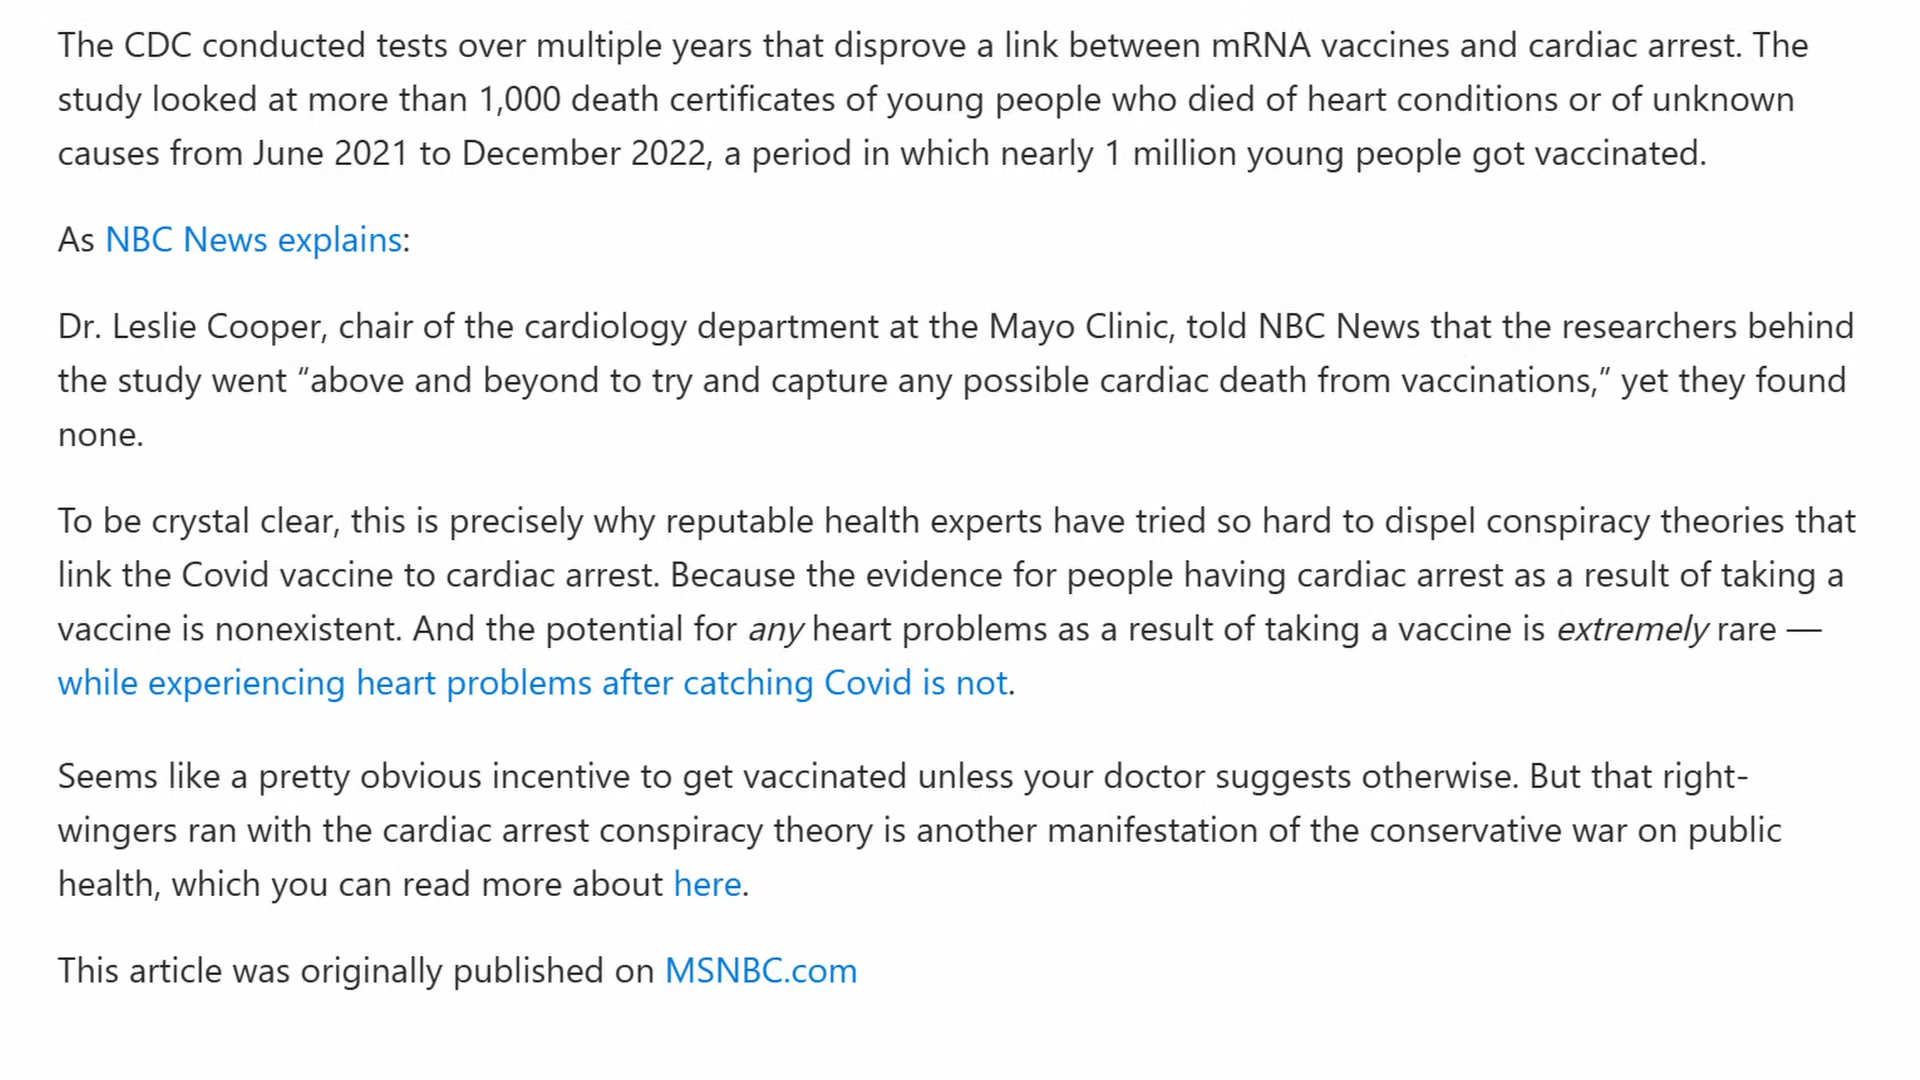 The CDC conducted tests over multiple years that disprove a link between mRNA vaccines and cardiac arrest. The
study looked at more than 1,000 death certificates of young people who died of heart conditions or of unknown
causes from June 2021 to December 2022, a period in which nearly 1 million young people got vaccinated.
As NBC News explains:
Dr. Leslie Cooper, chair of the cardiology department at the Mayo Clinic, told NBC News that the researchers behind
the study went “above and beyond to try and capture any possible cardiac death from vaccinations,” yet they found
none.
To be crystal clear, this is precisely why reputable health experts have tried so hard to dispel conspiracy theories that
link the Covid vaccine to cardiac arrest. Because the evidence for people having cardiac arrest as a result of taking a
vaccine is nonexistent. And the potential for any heart problems as a result of taking a vaccine is extremely rare —
while experiencing heart problems after catching Covid is not.
Seems like a pretty obvious incentive to get vaccinated unless your doctor suggests otherwise. But that right-
wingers ran with the cardiac arrest conspiracy theory is another manifestation of the conservative war on public
health, which you can read more about here.
This article was originally published on MSNBC.com